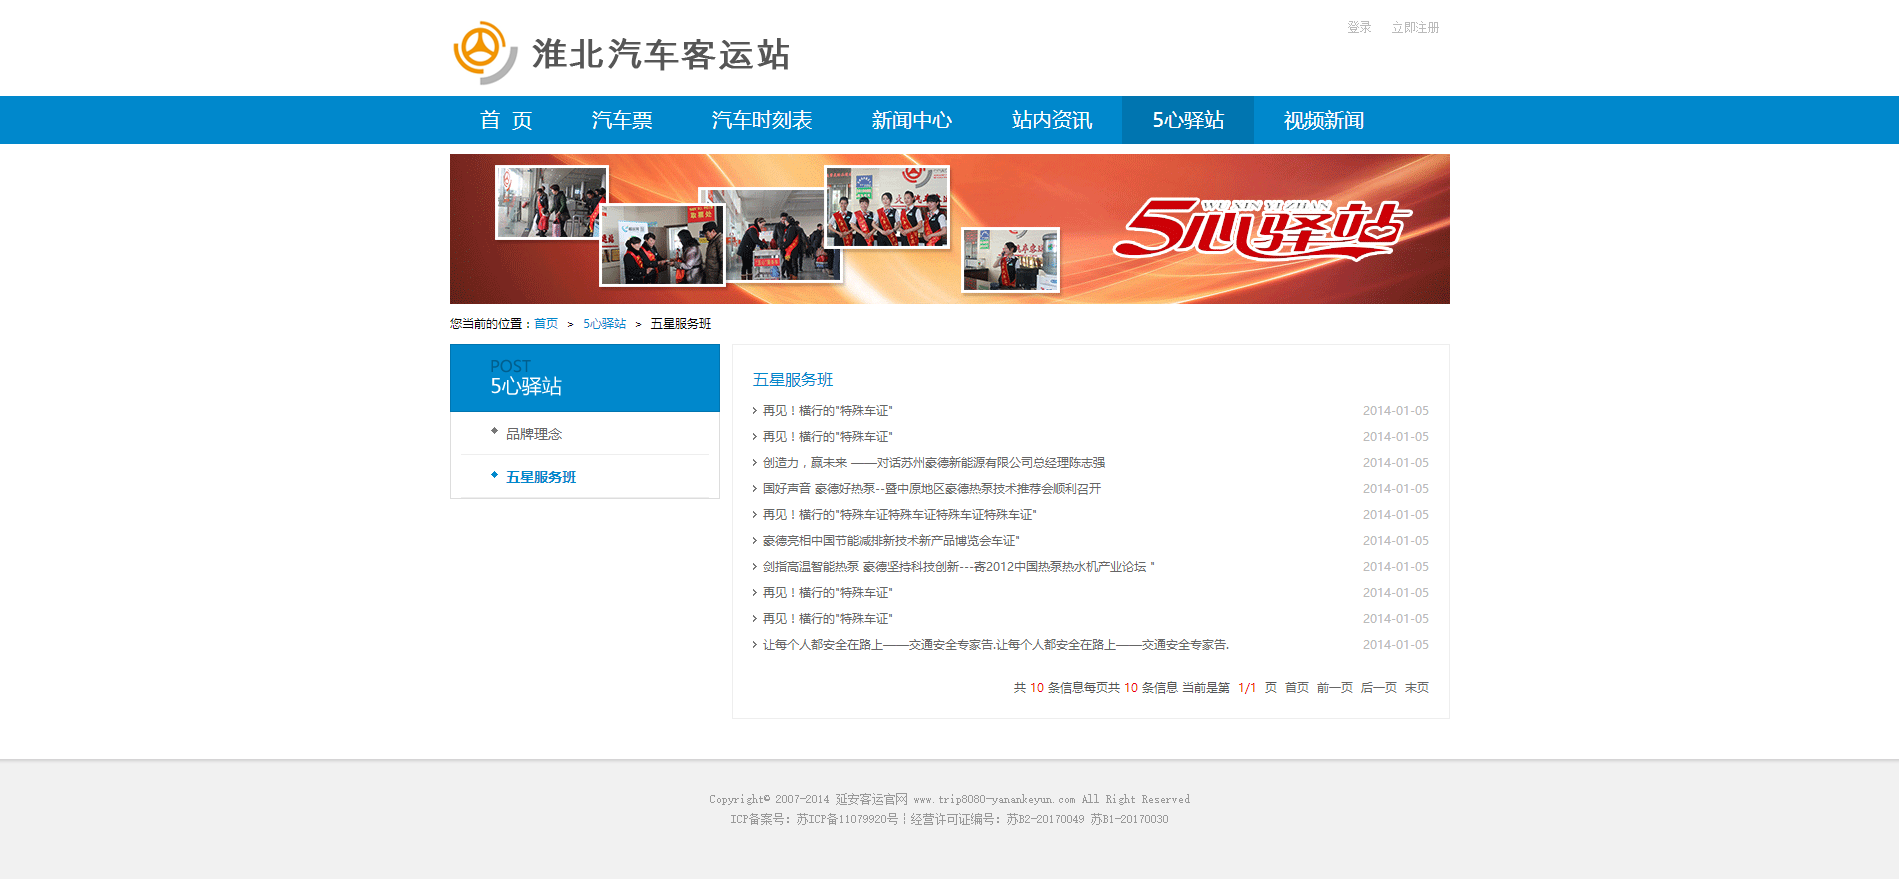 淮北汽车客运站
登录 立即注册
首 页 汽车票 汽车时刻表 新闻中心 站内资讯 5心驿站 视频新闻
WU XIN YI ZHAN
5心驿站
您当前的位置：首页 > 5心驿站 > 五星服务班
POST
5心驿站
品牌理念
五星服务班
五星服务班
再见！横行的"特殊车证" 2014-01-05
再见！横行的"特殊车证" 2014-01-05
创造力，赢未来 ——对话苏州豪德新能源有限公司总经理陈志强 2014-01-05
国好声音 豪德好热泵--暨中原地区豪德热泵技术推荐会顺利召开 2014-01-05
再见！横行的"特殊车证特殊车证特殊车证特殊车证" 2014-01-05
豪德亮相中国节能减排新技术新产品博览会车证" 2014-01-05
剑指高温智能热泵 豪德坚持科技创新---寄2012中国热泵热水机产业论坛 " 2014-01-05
再见！横行的"特殊车证" 2014-01-05
再见！横行的"特殊车证" 2014-01-05
让每个人都安全在路上——交通安全专家告.让每个人都安全在路上——交通安全专家告. 2014-01-05
共 10 条信息每页共 10 条信息 当前是第 1/1 页 首页 前一页 后一页 末页
Copyright© 2007-2014 延安客运官网 www.trip8080-yanankeyun.com All Right Reserved
ICP备案号：苏ICP备11079920号┆经营许可证编号：苏B2-20170049 苏B1-20170030